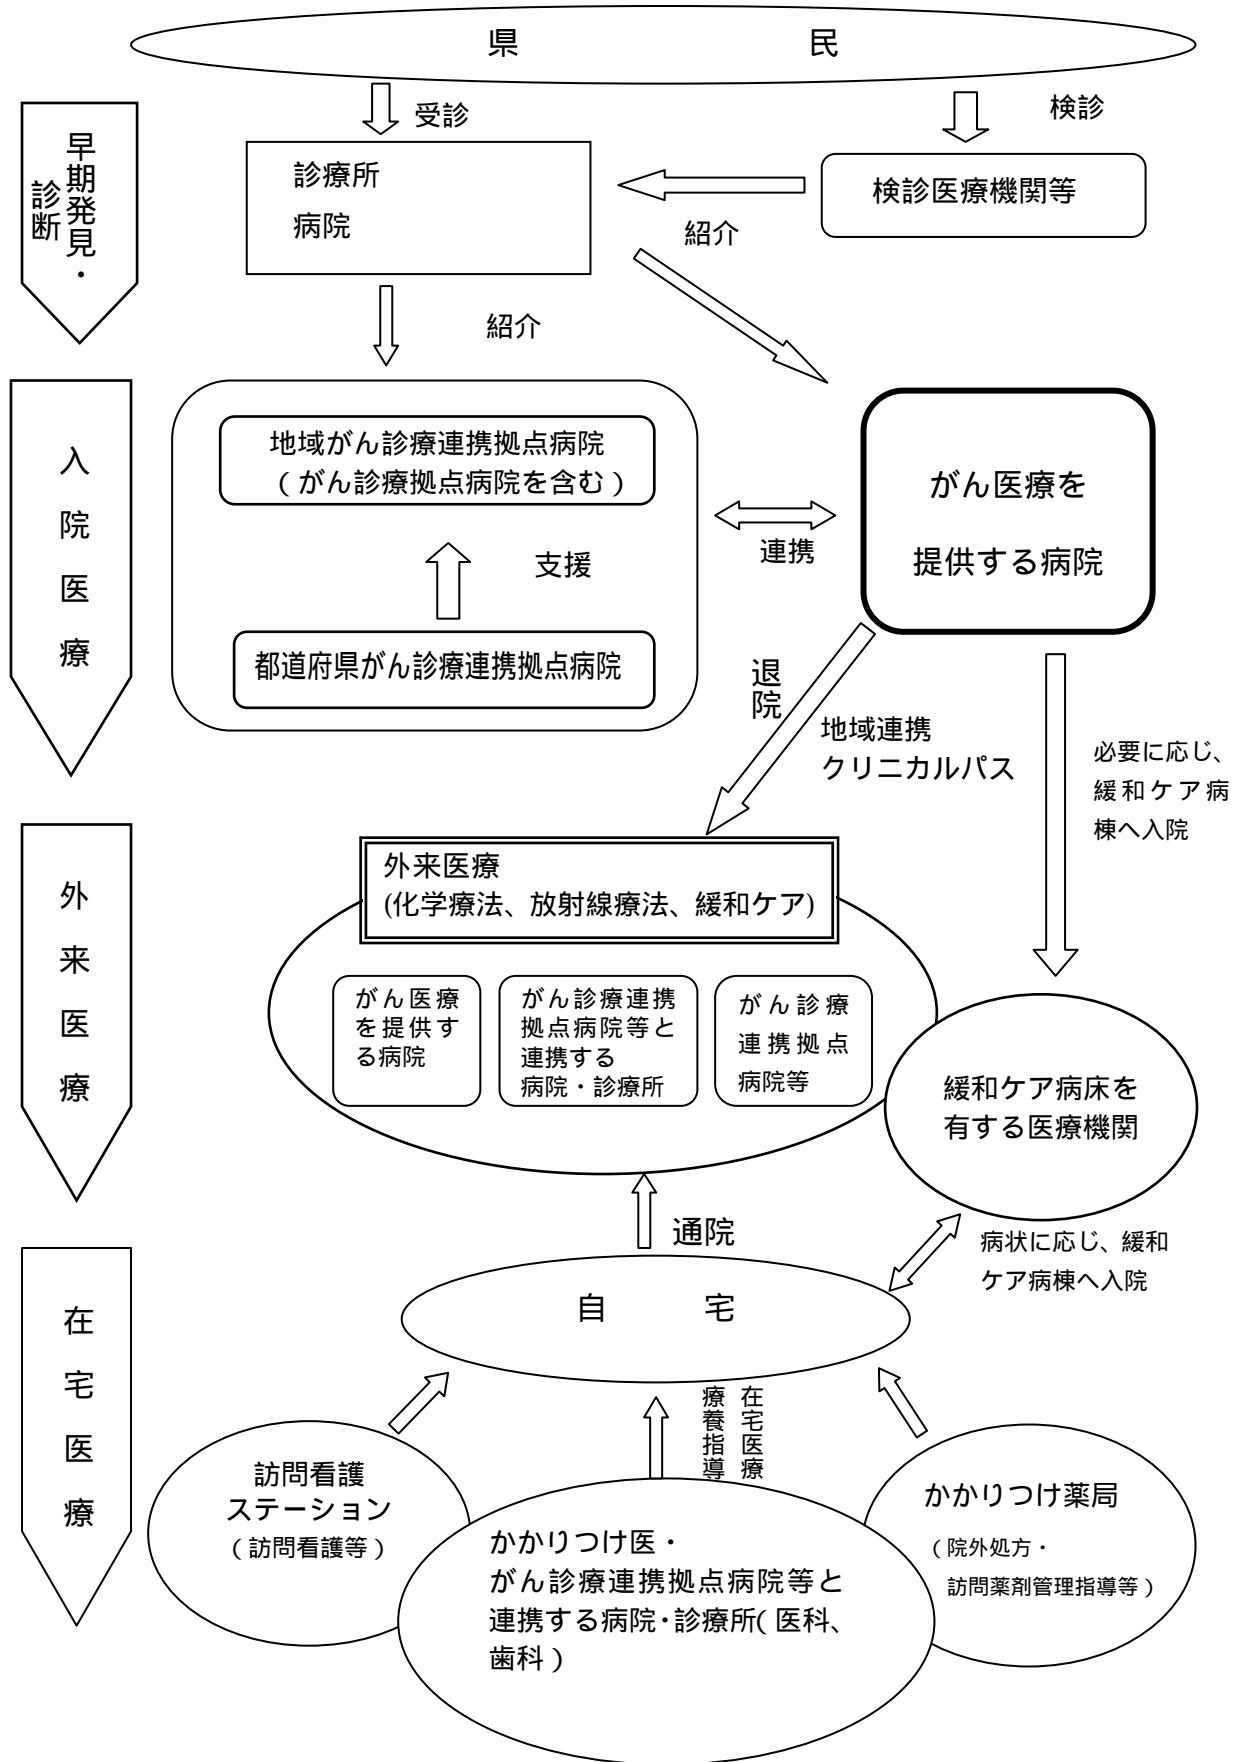 県　　民
受診
検診
早期発見・
診断
診療所
病院
検診医療機関等
紹介
紹介
入院医療
地域がん診療連携拠点病院
（がん診療拠点病院を含む）
支援
都道府県がん診療連携拠点病院
連携
がん医療を
提供する病院
退院
地域連携
クリニカルパス
必要に応じ、
緩和ケア病
棟へ入院
外来医療
外来医療
(化学療法、放射線療法、緩和ケア)
がん医療
を提供す
る病院
がん診療連携
拠点病院等と
連携する
病院・診療所
がん診療
連携拠点
病院等
緩和ケア病床を
有する医療機関
通院
病状に応じ、緩和
ケア病棟へ入院
在宅医療
自　　宅
在宅医療
療養指導
訪問看護
ステーション
（訪問看護等）
かかりつけ医・
がん診療連携拠点病院等と
連携する病院・診療所（医科、
歯科）
かかりつけ薬局
（院外処方・
訪問薬剤管理指導等）